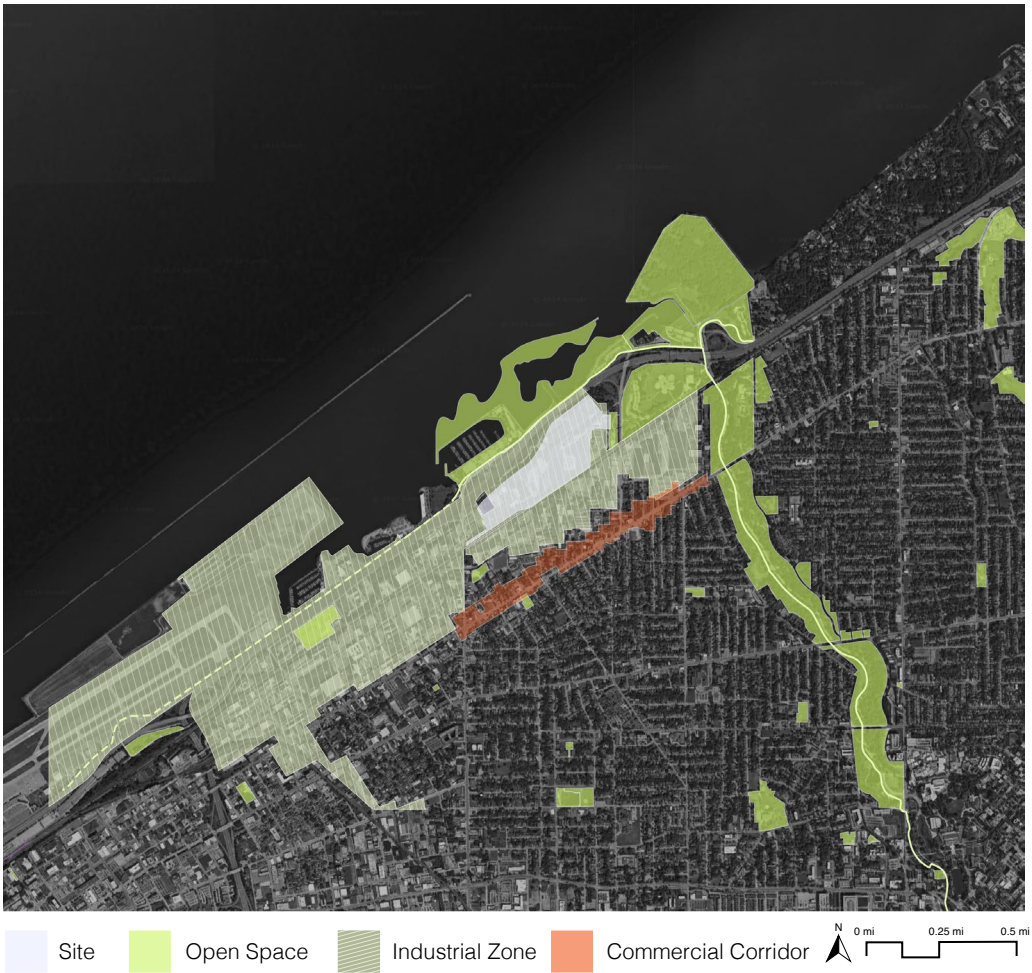 Site
Open Space
Industrial Zone
Commercial Corridor
N
0 mi
0.25 mi
0.5 mi